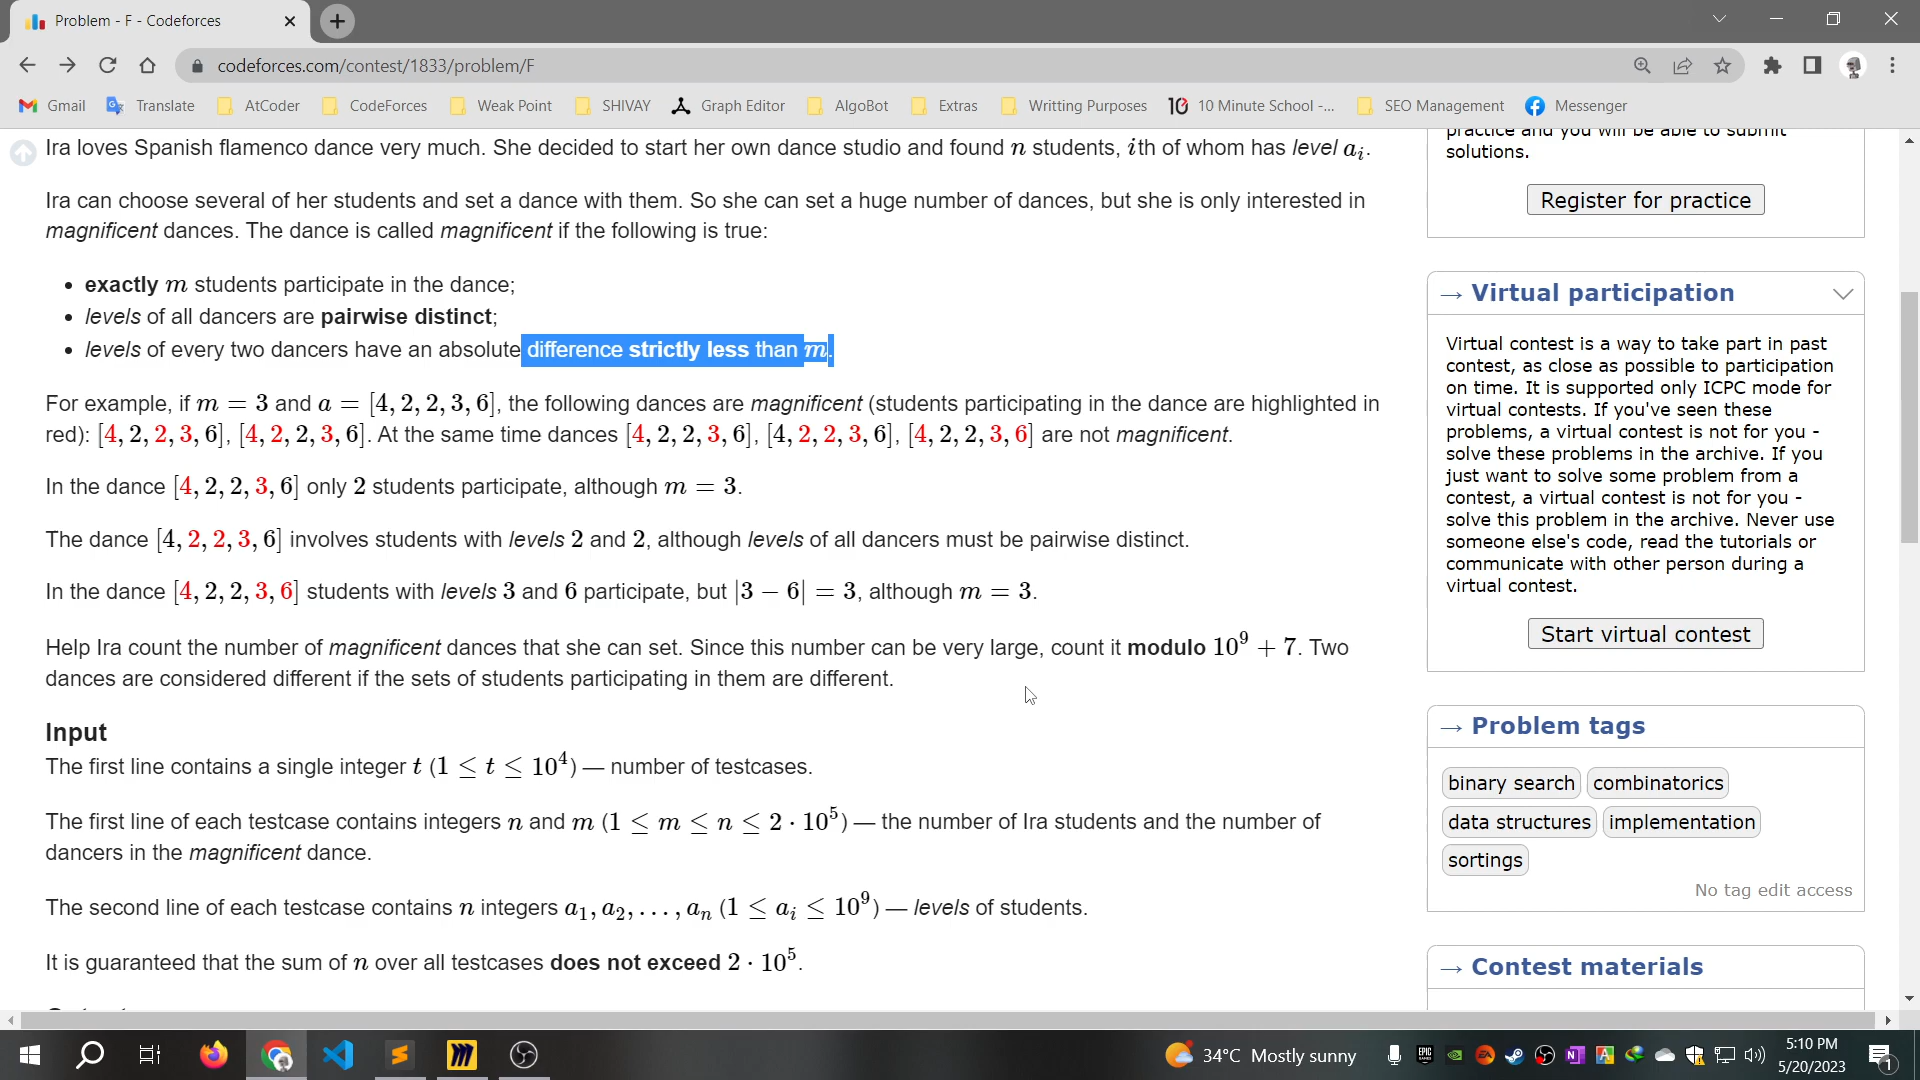 Problem - F - Codeforces
codeforces.com/contest/1833/problem/F
Gmail Translate AtCoder CodeForces Weak Point SHIVAY Graph Editor AlgoBot Extras Writting Purposes 10 Minute School -... SEO Management Messenger
Ira loves Spanish flamenco dance very much. She decided to start her own dance studio and found n students, ith of whom has level a_i.
Ira can choose several of her students and set a dance with them. So she can set a huge number of dances, but she is only interested in
magnificent dances. The dance is called magnificent if the following is true:
• exactly m students participate in the dance;
• levels of all dancers are pairwise distinct;
• levels of every two dancers have an absolute difference strictly less than m.
For example, if m = 3 and a = [4, 2, 2, 3, 6], the following dances are magnificent (students participating in the dance are highlighted in
red): [4, 2, 2, 3, 6], [4, 2, 2, 3, 6]. At the same time dances [4, 2, 2, 3, 6], [4, 2, 2, 3, 6], [4, 2, 2, 3, 6] are not magnificent.
In the dance [4, 2, 2, 3, 6] only 2 students participate, although m = 3.
The dance [4, 2, 2, 3, 6] involves students with levels 2 and 2, although levels of all dancers must be pairwise distinct.
In the dance [4, 2, 2, 3, 6] students with levels 3 and 6 participate, but |3 − 6| = 3, although m = 3.
Help Ira count the number of magnificent dances that she can set. Since this number can be very large, count it modulo 10^9 + 7. Two
dances are considered different if the sets of students participating in them are different.
Input
The first line contains a single integer t (1 ≤ t ≤ 10^4) — number of testcases.
The first line of each testcase contains integers n and m (1 ≤ m ≤ n ≤ 2 · 10^5) — the number of Ira students and the number of
dancers in the magnificent dance.
The second line of each testcase contains n integers a_1, a_2, . . . , a_n (1 ≤ a_i ≤ 10^9) — levels of students.
It is guaranteed that the sum of n over all testcases does not exceed 2 · 10^5.
practice and you will be able to submit
solutions.
Register for practice
→ Virtual participation
Virtual contest is a way to take part in past
contest, as close as possible to participation
on time. It is supported only ICPC mode for
virtual contests. If you've seen these
problems, a virtual contest is not for you -
solve these problems in the archive. If you
just want to solve some problem from a
contest, a virtual contest is not for you -
solve this problem in the archive. Never use
someone else's code, read the tutorials or
communicate with other person during a
virtual contest.
Start virtual contest
→ Problem tags
binary search combinatorics
data structures implementation
sortings
No tag edit access
→ Contest materials
34°C Mostly sunny
5:10 PM
5/20/2023
1